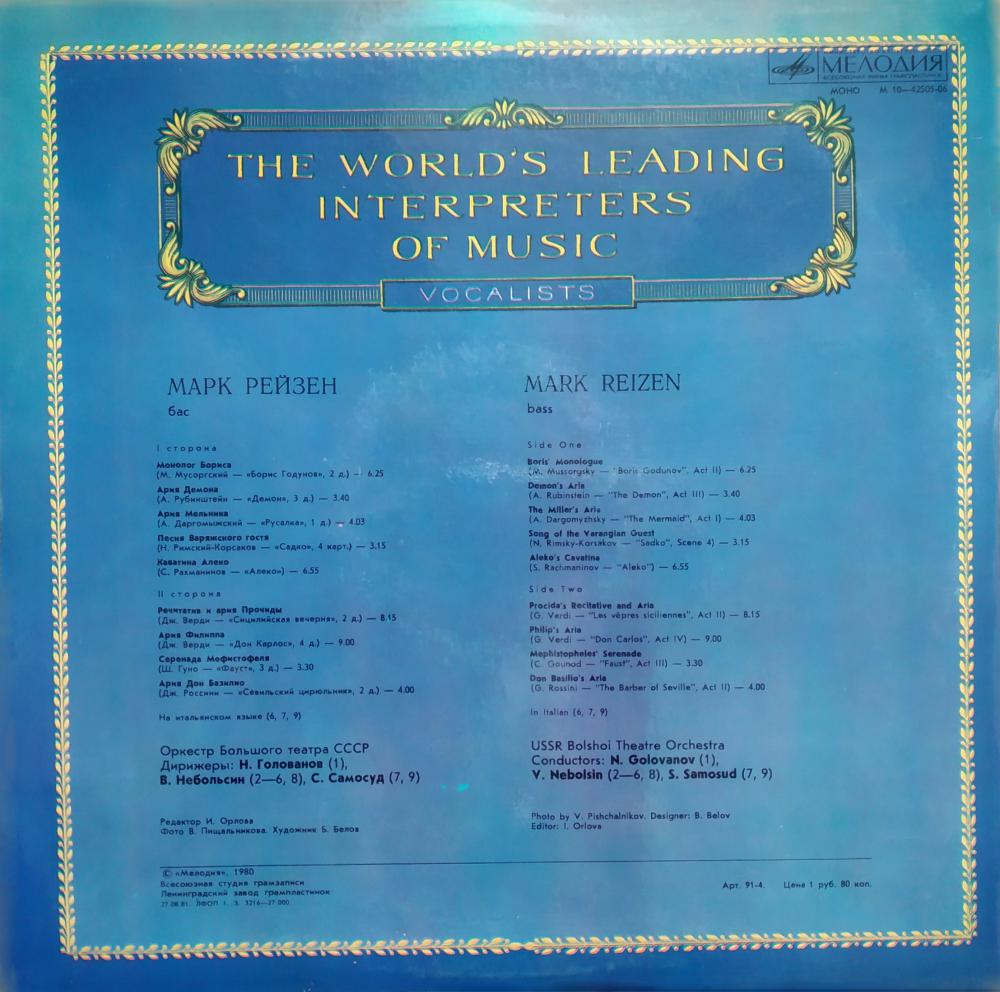 МЕЛОДИЯ
ВСЕСОЮЗНАЯ ФИРМА ГРАМПЛАСТИНОК
МОНО М 10—42505-06
THE WORLD'S LEADING
INTERPRETERS
OF MUSIC
VOCALISTS
МАРК РЕЙЗЕН
бас
I сторона
Монолог Бориса
(М. Мусоргский — «Борис Годунов», 2 д.) — 6.25
Ария Демона
(А. Рубинштейн — «Демон», 3 д.) — 3.40
Ария Мельника
(А. Даргомыжский — «Русалка», 1 д.) — 4.03
Песня Варяжского гостя
(Н. Римский-Корсаков — «Садко», 4 карт.) — 3.15
Каватина Алеко
(С. Рахманинов — «Алеко») — 6.55
II сторона
Речитатив и ария Прочиды
(Дж. Верди — «Сицилийская вечерня», 2 д.) — 8.15
Ария Филиппа
(Дж. Верди — «Дон Карлос», 4 д.) — 9.00
Серенада Мефистофеля
(Ш. Гуно — «Фауст», 3 д.) — 3.30
Ария Дон Базилио
(Дж. Россини — «Севильский цирюльник», 2 д.) — 4.00
На итальянском языке (6, 7, 9)
Оркестр Большого театра СССР
Дирижеры: Н. Голованов (1),
В. Небольсин (2—6, 8), С. Самосуд (7, 9)
Редактор И. Орлова
Фото В. Пищальникова. Художник Б. Белов
MARK REIZEN
bass
Side One
Boris' Monologue
(M. Mussorgsky — "Boris Godunov", Act II) — 6.25
Demon's Aria
(A. Rubinstein — "The Demon", Act III) — 3.40
The Miller's Aria
(A. Dargomyzhsky — "The Mermaid", Act I) — 4.03
Song of the Varangian Guest
(N. Rimsky-Korsakov — "Sadko", Scene 4) — 3.15
Aleko's Cavatina
(S. Rachmaninov — "Aleko") — 6.55
Side Two
Procida's Recitative and Aria
(G. Verdi — "Les vêpres siciliennes", Act II) — 8.15
Philip's Aria
(G. Verdi — "Don Carlos", Act IV) — 9.00
Mephistopheles' Serenade
(C. Gounod — "Faust", Act III) — 3.30
Don Basilio's Aria
(G. Rossini — "The Barber of Seville", Act II) — 4.00
In Italian (6, 7, 9)
USSR Bolshoi Theatre Orchestra
Conductors: N. Golovanov (1),
V. Nebolsin (2—6, 8), S. Samosud (7, 9)
Photo by V. Pishchalnikov. Designer: B. Belov
Editor: I. Orlova
© «Мелодия», 1980
Всесоюзная студия грамзаписи
Ленинградский завод грампластинок
27.08.81. ЛФОП 1. З. 3216—27 000
Арт. 91-4. Цена 1 руб. 80 коп.